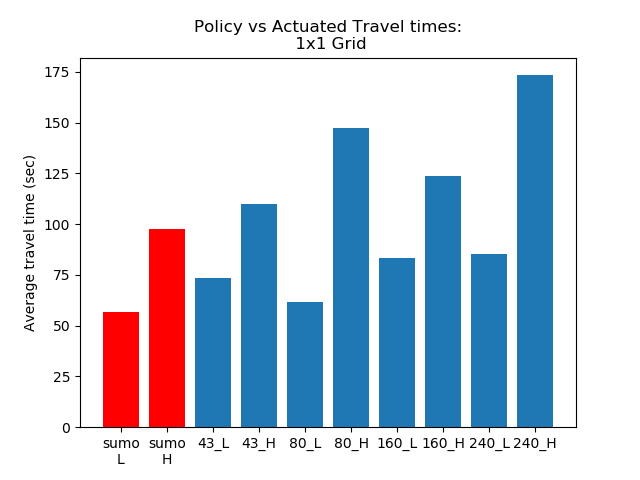 Policy vs Actuated Travel times:
1x1 Grid
Average travel time (sec)
175
150
125
100
75
50
25
0
sumo L
sumo H
43_L
43_H
80_L
80_H
160_L
160_H
240_L
240_H